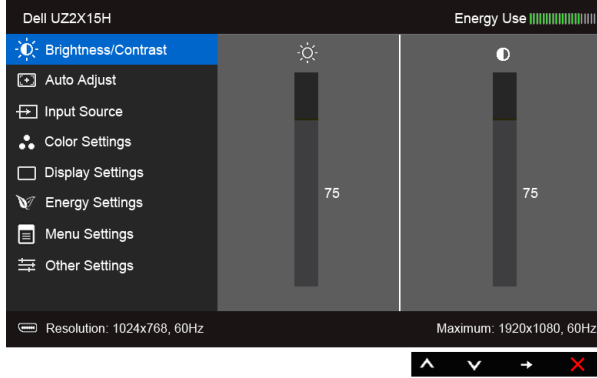 Dell UZ2X15H
Energy Use
Brightness/Contrast
Auto Adjust
Input Source
Color Settings
Display Settings
Energy Settings
Menu Settings
Other Settings
75
75
Resolution: 1024x768, 60Hz
Maximum: 1920x1080, 60Hz